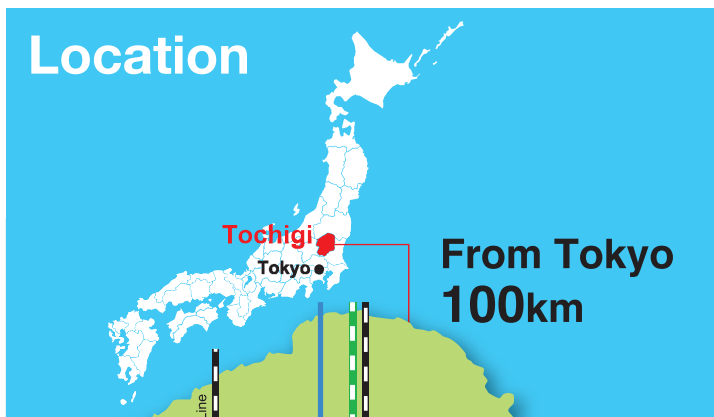 Location
Tochigi
Tokyo
From Tokyo
100km
Line